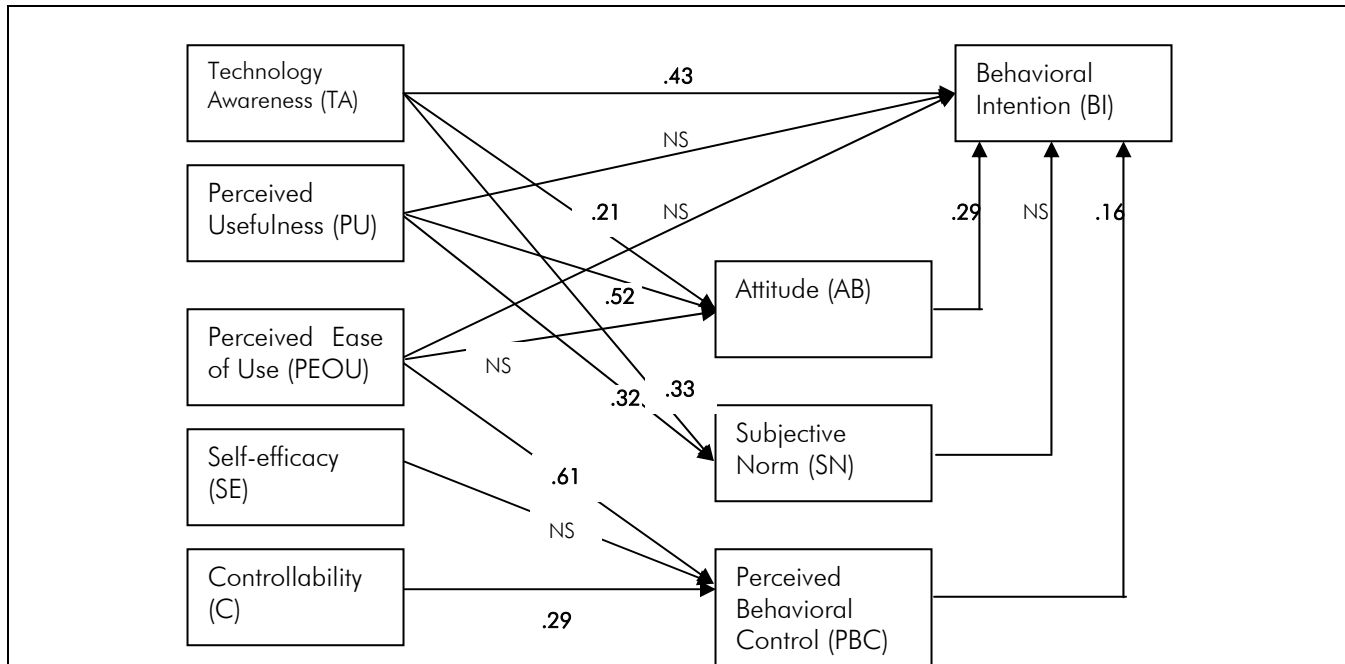 Technology
Awareness (TA)
.43
Behavioral
Intention (BI)
NS
Perceived
Usefulness (PU)
.21
NS
.29
NS
.16
Attitude (AB)
.52
Perceived Ease
of Use (PEOU)
NS
.32
.33
Subjective
Norm (SN)
Self-efficacy
(SE)
.61
NS
Controllability
(C)
.29
Perceived
Behavioral
Control (PBC)